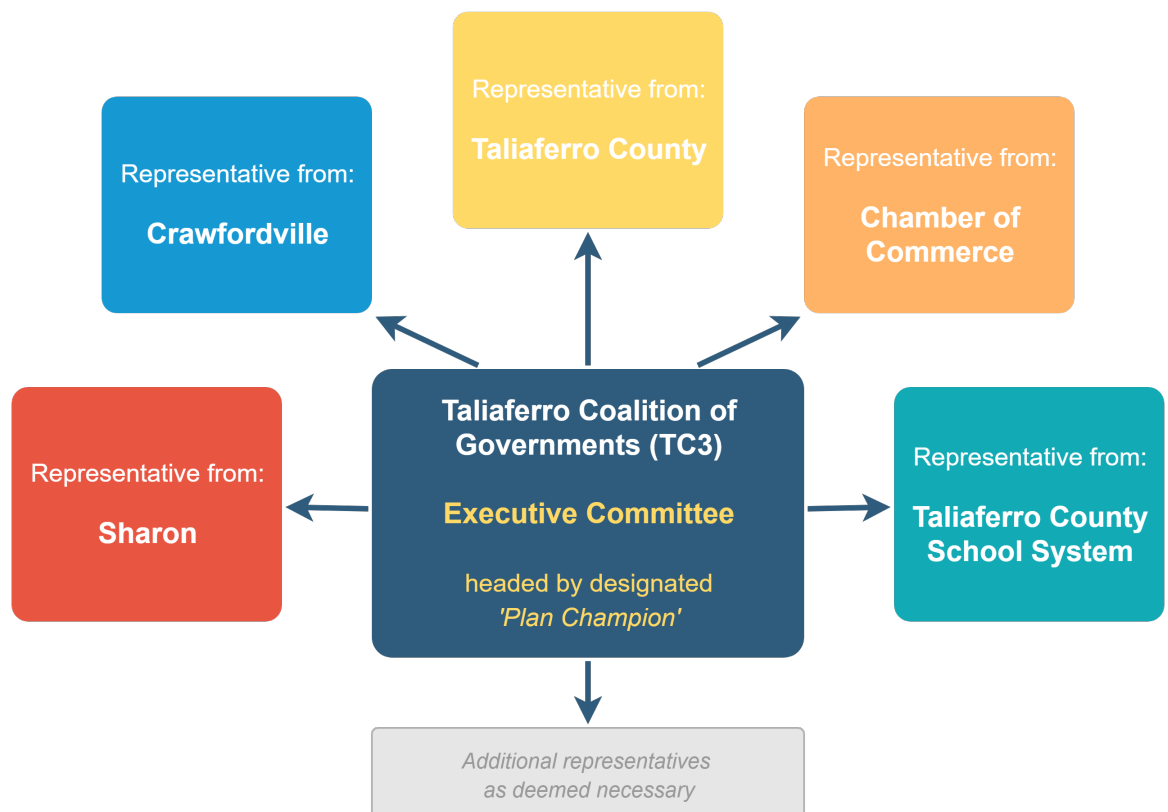 Representative from:
Taliaferro County
Representative from:
Crawfordville
Representative from:
Chamber of
Commerce
Representative from:
Sharon
Taliaferro Coalition of
Governments (TC3)
Executive Committee
headed by designated
'Plan Champion'
Representative from:
Taliaferro County
School System
Additional representatives
as deemed necessary